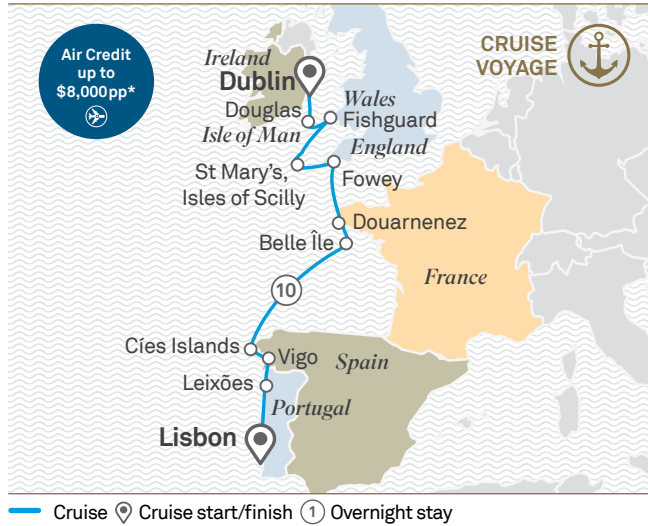 Air Credit
up to
$8,000pp*
CRUISE
VOYAGE
Ireland
Dublin
Douglas
Isle of Man
Wales
Fishguard
England
St Mary's,
Isles of Scilly
Fowey
Douarnenez
Belle Île
France
10
Cíes Islands
Vigo
Spain
Leixões
Portugal
Lisbon
Cruise Cruise start/finish 1 Overnight stay